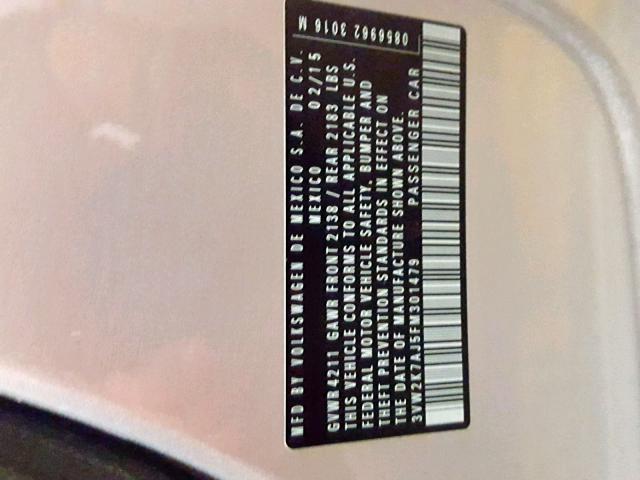 MFD BY VOLKSWAGEN DE MEXICO S.A. DE C.V.
MEXICO 02/15
GVWR 4211 GAWR FRONT 2138 / REAR 2183 LBS
THIS VEHICLE CONFORMS TO ALL APPLICABLE U.S.
FEDERAL MOTOR VEHICLE SAFETY, BUMPER AND
THEFT PREVENTION STANDARDS IN EFFECT ON
THE DATE OF MANUFACTURE SHOWN ABOVE.
3VW2K7AJ5FM301479 PASSENGER CAR
0856962 3016 M